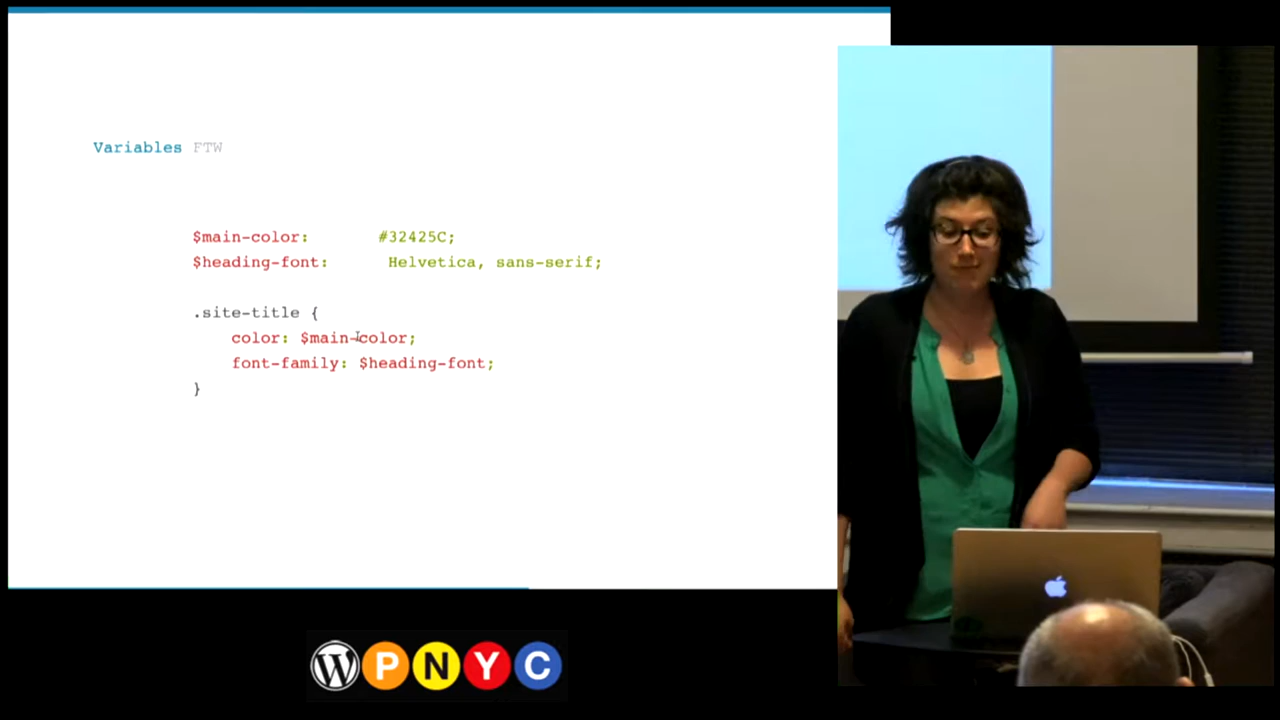 Variables FTW
$main-color: #32425C;
$heading-font: Helvetica, sans-serif;
.site-title {
color: $main-color;
font-family: $heading-font;
}
W P N Y C